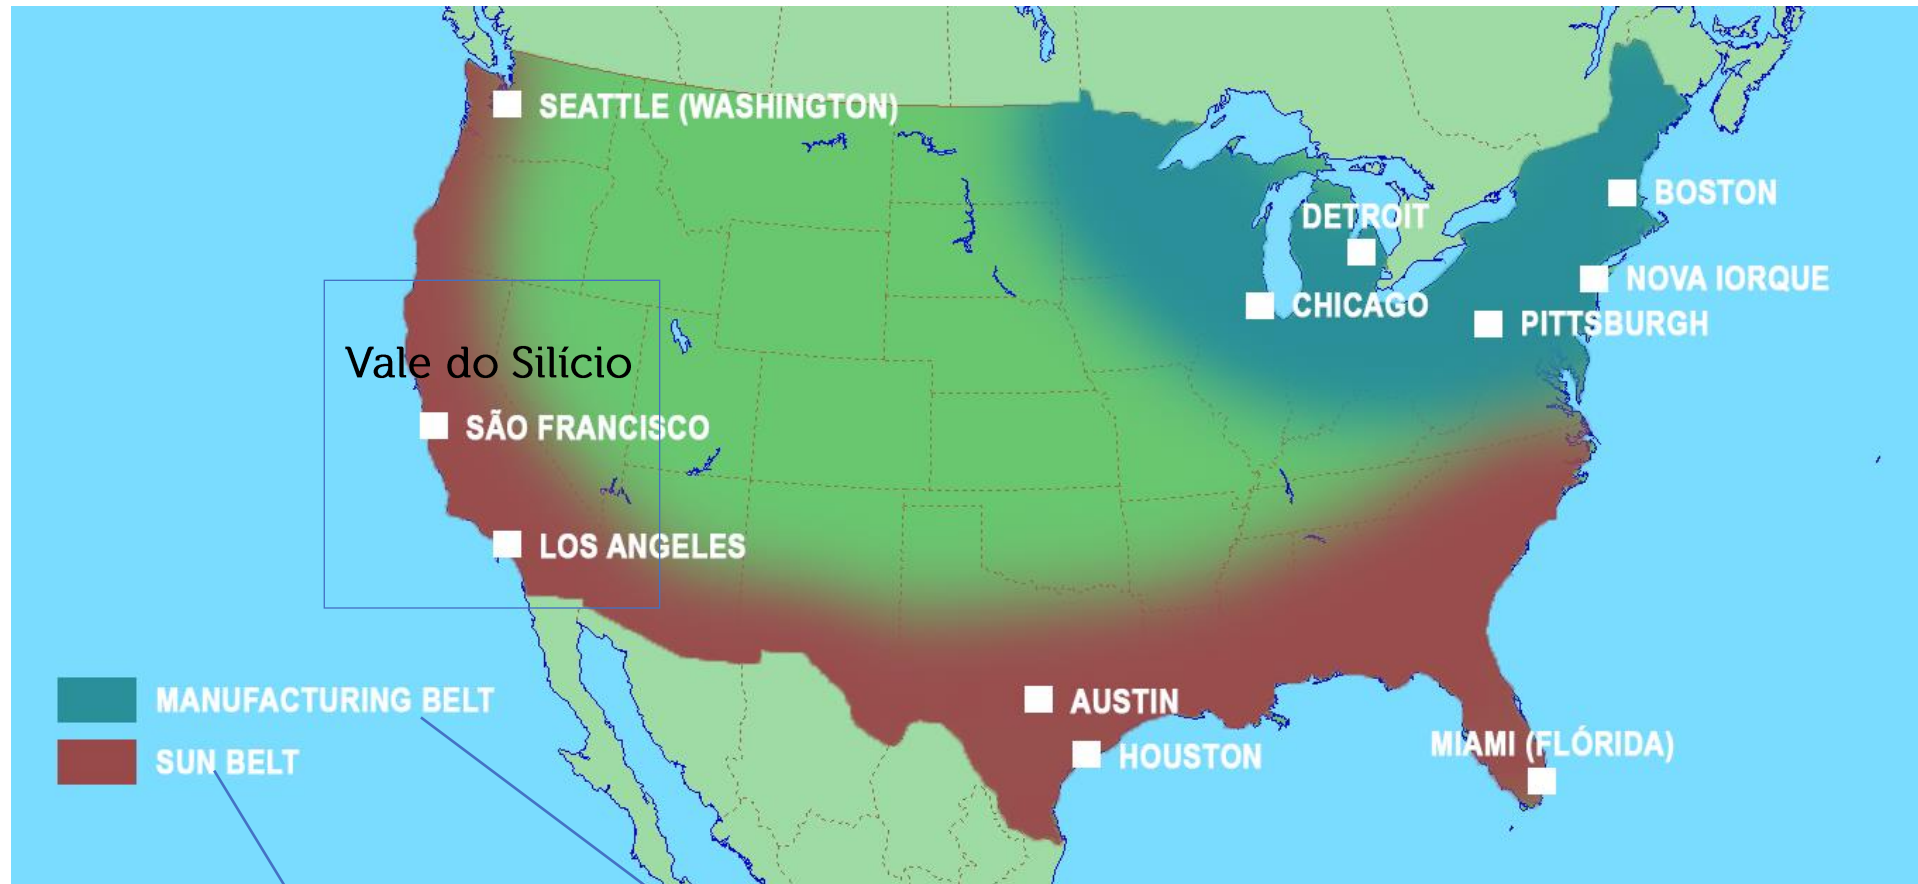 SEATTLE (WASHINGTON)
BOSTON
DETROIT
NOVA IORQUE
CHICAGO
PITTSBURGH
Vale do Silício
SÃO FRANCISCO
LOS ANGELES
MANUFACTURING BELT
AUSTIN
MIAMI (FLÓRIDA)
HOUSTON
SUN BELT